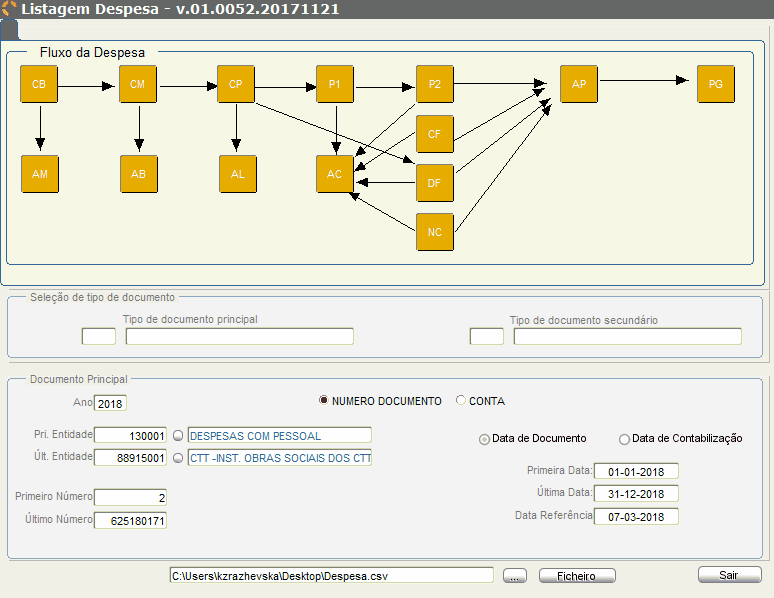 Listagem Despesa - v.01.0052.20171121
Fluxo da Despesa
CB CM CP P1 P2 AP PG
CF
AM AB AL AC DF
NC
Seleção de tipo de documento
Tipo de documento principal Tipo de documento secundário
Documento Principal
Ano 2018 NUMERO DOCUMENTO CONTA
Pri. Entidade 130001 DESPESAS COM PESSOAL Data de Documento Data de Contabilização
Últ. Entidade 88915001 CTT -INST. OBRAS SOCIAIS DOS CTT
Primeira Data: 01-01-2018
Última Data: 31-12-2018
Primeiro Número 2
Último Número 625180171 Data Referência 07-03-2018
C:\Users\kzrazhevska\Desktop\Despesa.csv ... Ficheiro Sair